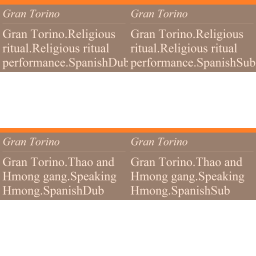 Gran Torino
Gran Torino.Religious
ritual.Religious ritual
performance.SpanishDub
Gran Torino
Gran Torino.Religious
ritual.Religious ritual
performance.SpanishSub
Gran Torino
Gran Torino.Thao and
Hmong gang.Speaking
Hmong.SpanishDub
Gran Torino
Gran Torino.Thao and
Hmong gang.Speaking
Hmong.SpanishSub